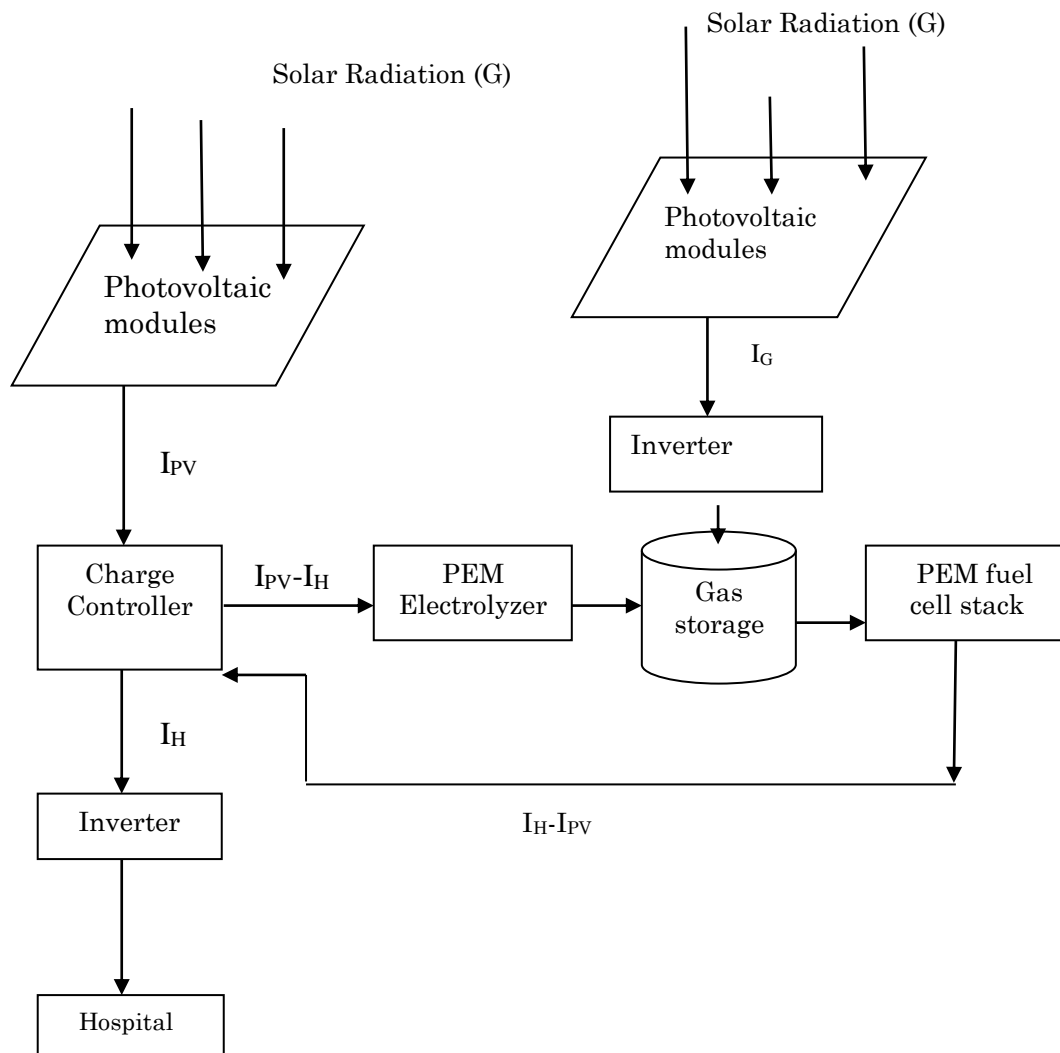 Solar Radiation (G)
Solar Radiation (G)
Photovoltaic
modules
Photovoltaic
modules
I_G
Inverter
I_PV
Charge
Controller
I_PV-I_H
PEM
Electrolyzer
Gas
storage
PEM fuel
cell stack
I_H
Inverter
I_H-I_PV
Hospital